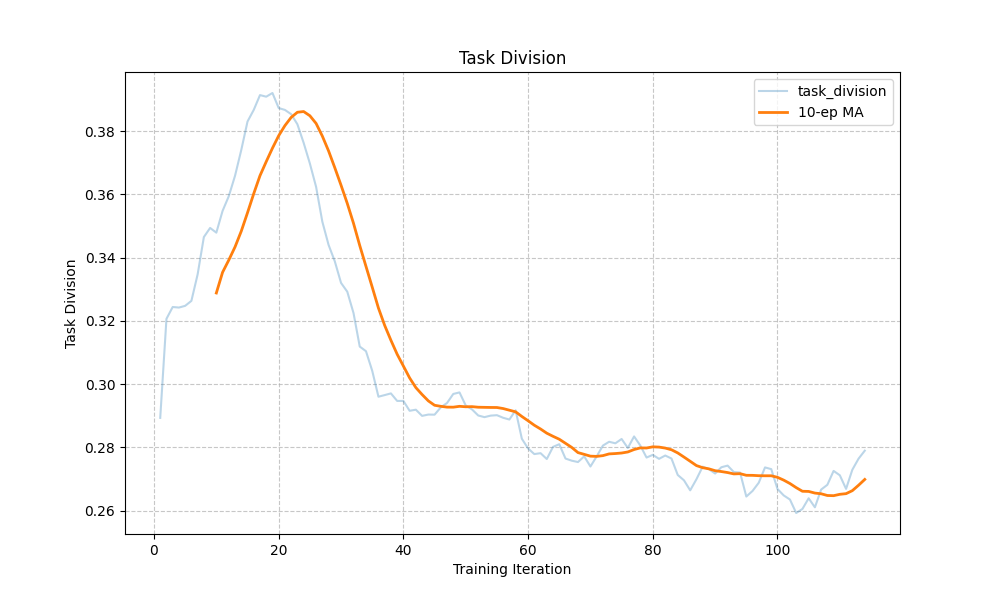 Task Division
task_division
10-ep MA
Task Division
0.38
0.36
0.34
0.32
0.30
0.28
0.26
0
20
40
60
80
100
Training Iteration